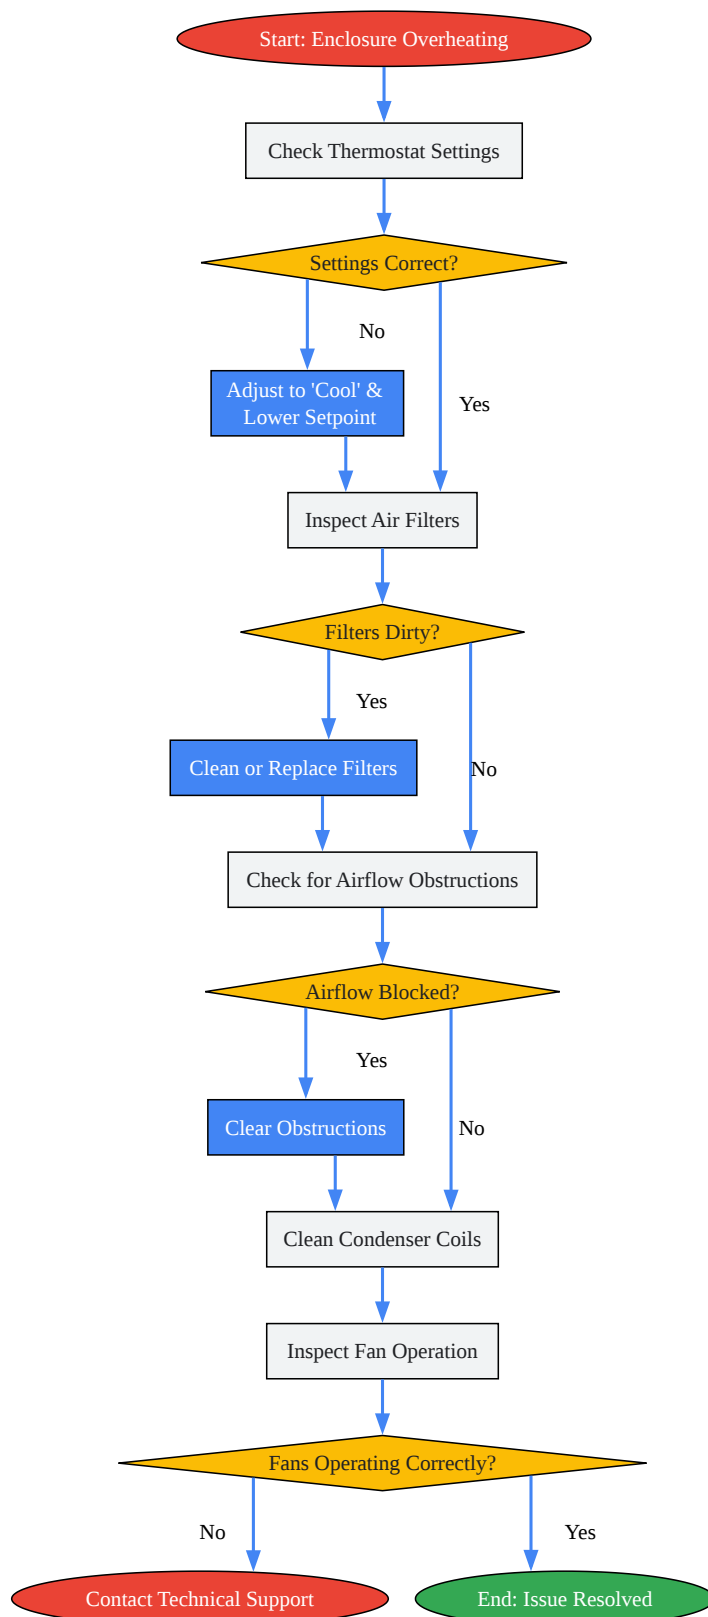 Start: Enclosure Overheating
Check Thermostat Settings
Settings Correct?
No
Adjust to 'Cool' &
Lower Setpoint
Yes
Inspect Air Filters
Filters Dirty?
Yes
Clean or Replace Filters
No
Check for Airflow Obstructions
Airflow Blocked?
Yes
Clear Obstructions
No
Clean Condenser Coils
Inspect Fan Operation
Fans Operating Correctly?
No
Yes
Contact Technical Support
End: Issue Resolved